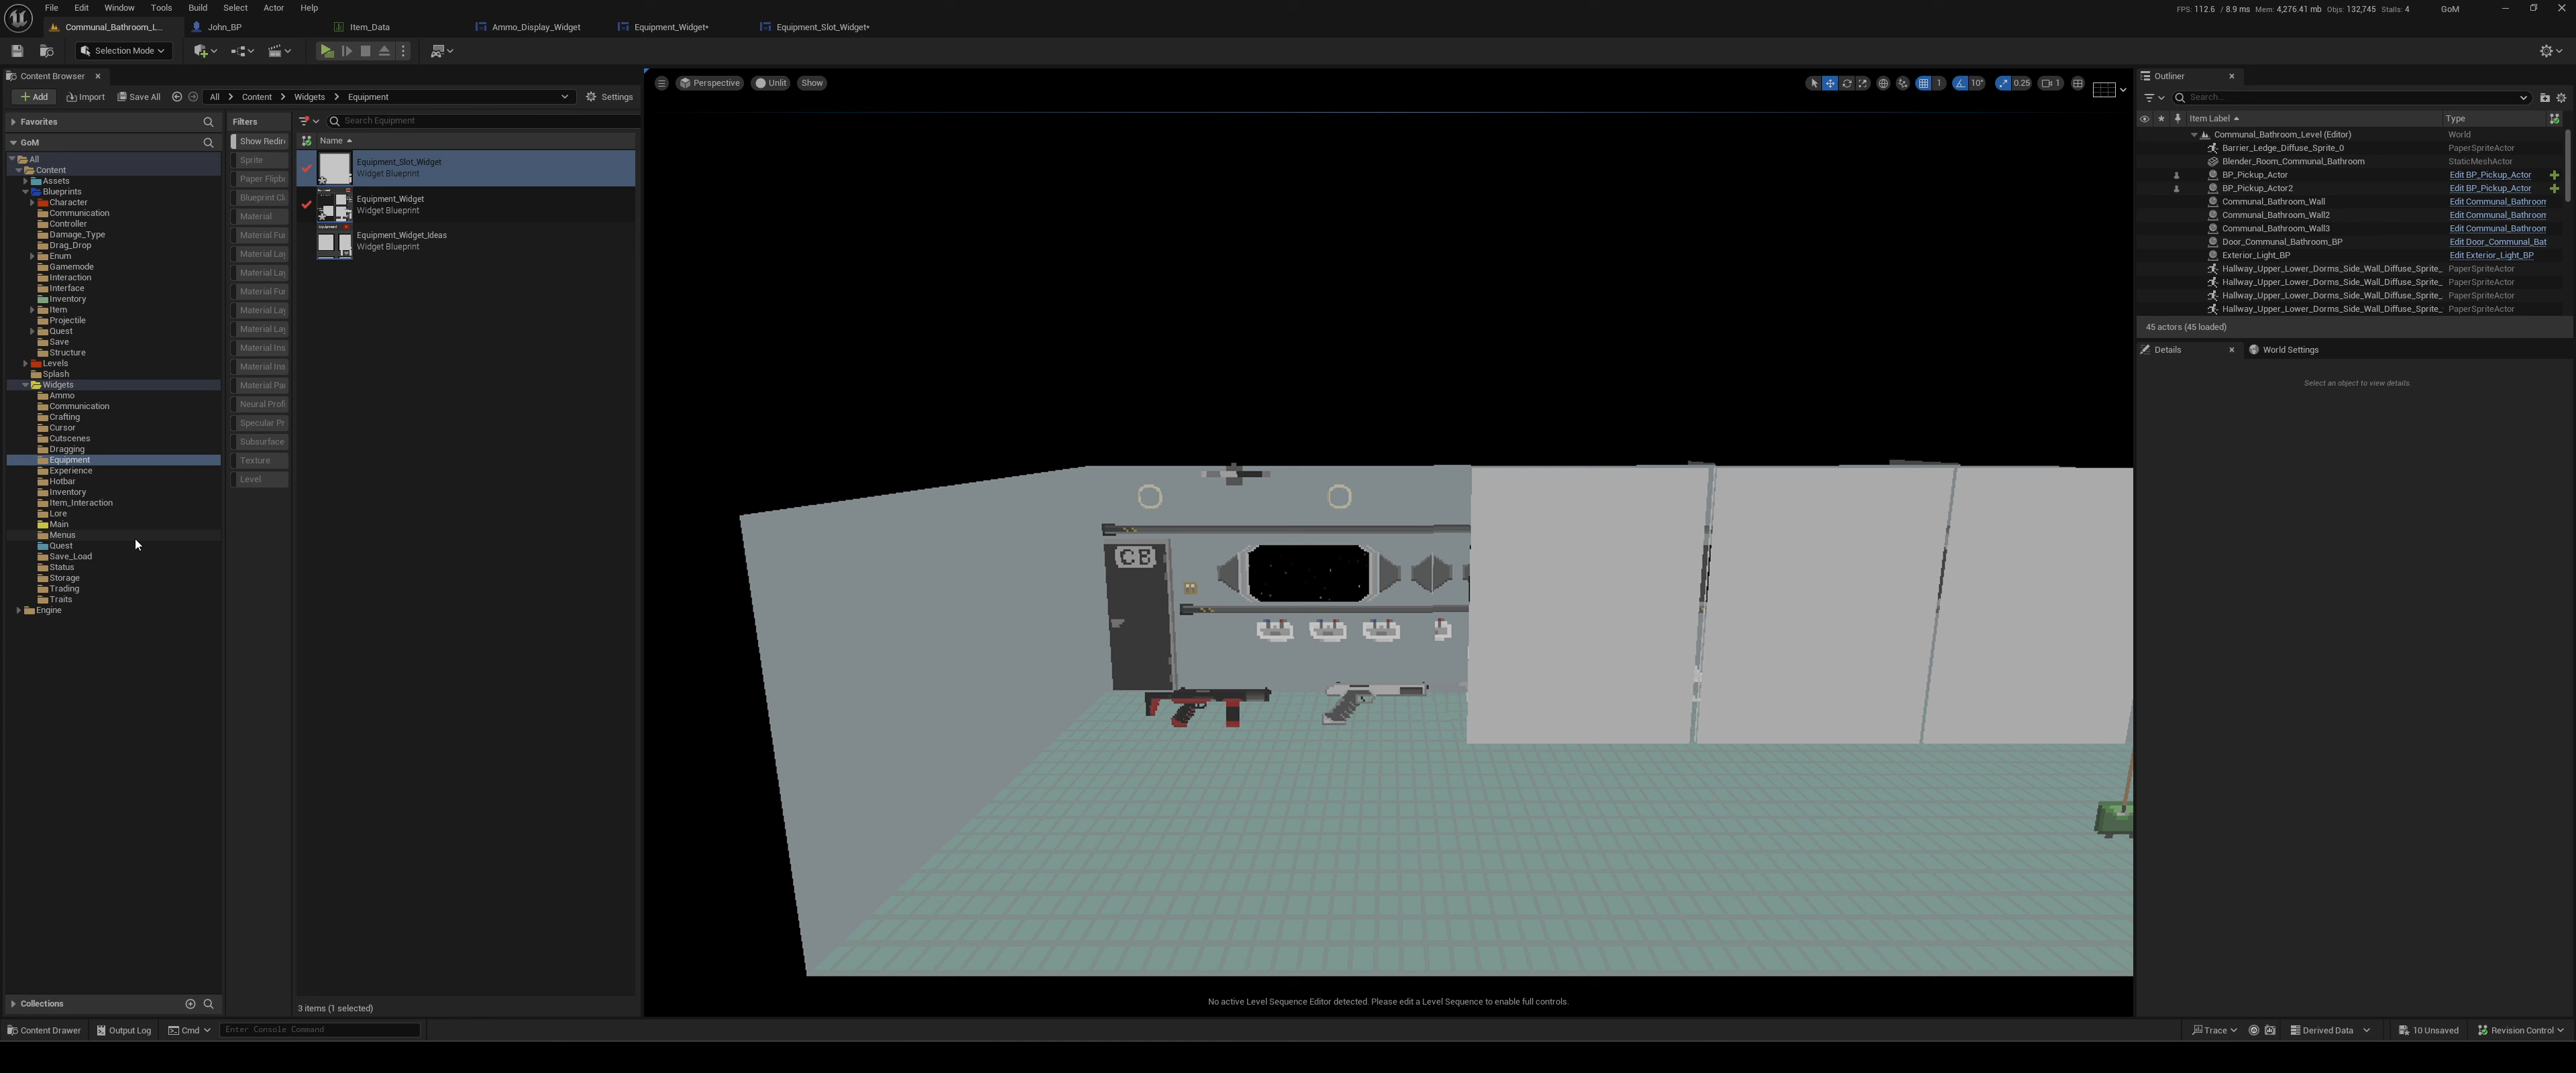 File Edit Window Tools Build Select Actor Help
FPS: 112.6 / 8.9 ms Mem: 4,276.41 mb Objs: 132,745 Stalls: 4
GoM
Communal_Bathroom_L...
John_BP
Item_Data
Ammo_Display_Widget
Equipment_Widget*
Equipment_Slot_Widget*
Selection Mode
Content Browser
Add Import Save All All > Content > Widgets > Equipment Settings
Favorites
GoM
All
Content
Assets
Blueprints
Character
Communication
Controller
Damage_Type
Drag_Drop
Enum
Gamemode
Interaction
Interface
Inventory
Item
Projectile
Quest
Save
Structure
Levels
Splash
Widgets
Ammo
Communication
Crafting
Cursor
Cutscenes
Dragging
Equipment
Experience
Hotbar
Inventory
Item_Interaction
Lore
Main
Menus
Quest
Save_Load
Status
Storage
Trading
Traits
Engine
Collections
Filters
Show Redire
Sprite
Paper Flipbo
Blueprint Cl
Material
Material Fur
Material Lay
Material Lay
Material Fur
Material Lay
Material Lay
Material Ins
Material Ins
Material Par
Neural Profi
Specular Pr
Subsurface
Texture
Level
Search Equipment
Name
Equipment_Slot_Widget
Widget Blueprint
Equipment_Widget
Widget Blueprint
Equipment_Widget_Ideas
Widget Blueprint
3 items (1 selected)
Perspective Unlit Show
1 10° 0.25 1
CB
No active Level Sequence Editor detected. Please edit a Level Sequence to enable full controls.
Outliner
Search...
Item Label Type
Communal_Bathroom_Level (Editor) World
Barrier_Ledge_Diffuse_Sprite_0 PaperSpriteActor
Blender_Room_Communal_Bathroom StaticMeshActor
BP_Pickup_Actor Edit BP_Pickup_Actor
BP_Pickup_Actor2 Edit BP_Pickup_Actor
Communal_Bathroom_Wall Edit Communal_Bathroom
Communal_Bathroom_Wall2 Edit Communal_Bathroom
Communal_Bathroom_Wall3 Edit Communal_Bathroom
Door_Communal_Bathroom_BP Edit Door_Communal_Bat
Exterior_Light_BP Edit Exterior_Light_BP
Hallway_Upper_Lower_Dorms_Side_Wall_Diffuse_Sprite_ PaperSpriteActor
Hallway_Upper_Lower_Dorms_Side_Wall_Diffuse_Sprite_ PaperSpriteActor
Hallway_Upper_Lower_Dorms_Side_Wall_Diffuse_Sprite_ PaperSpriteActor
Hallway_Upper_Lower_Dorms_Side_Wall_Diffuse_Sprite_ PaperSpriteActor
45 actors (45 loaded)
Details
World Settings
Select an object to view details.
Content Drawer Output Log Cmd Enter Console Command
Trace Derived Data 10 Unsaved Revision Control